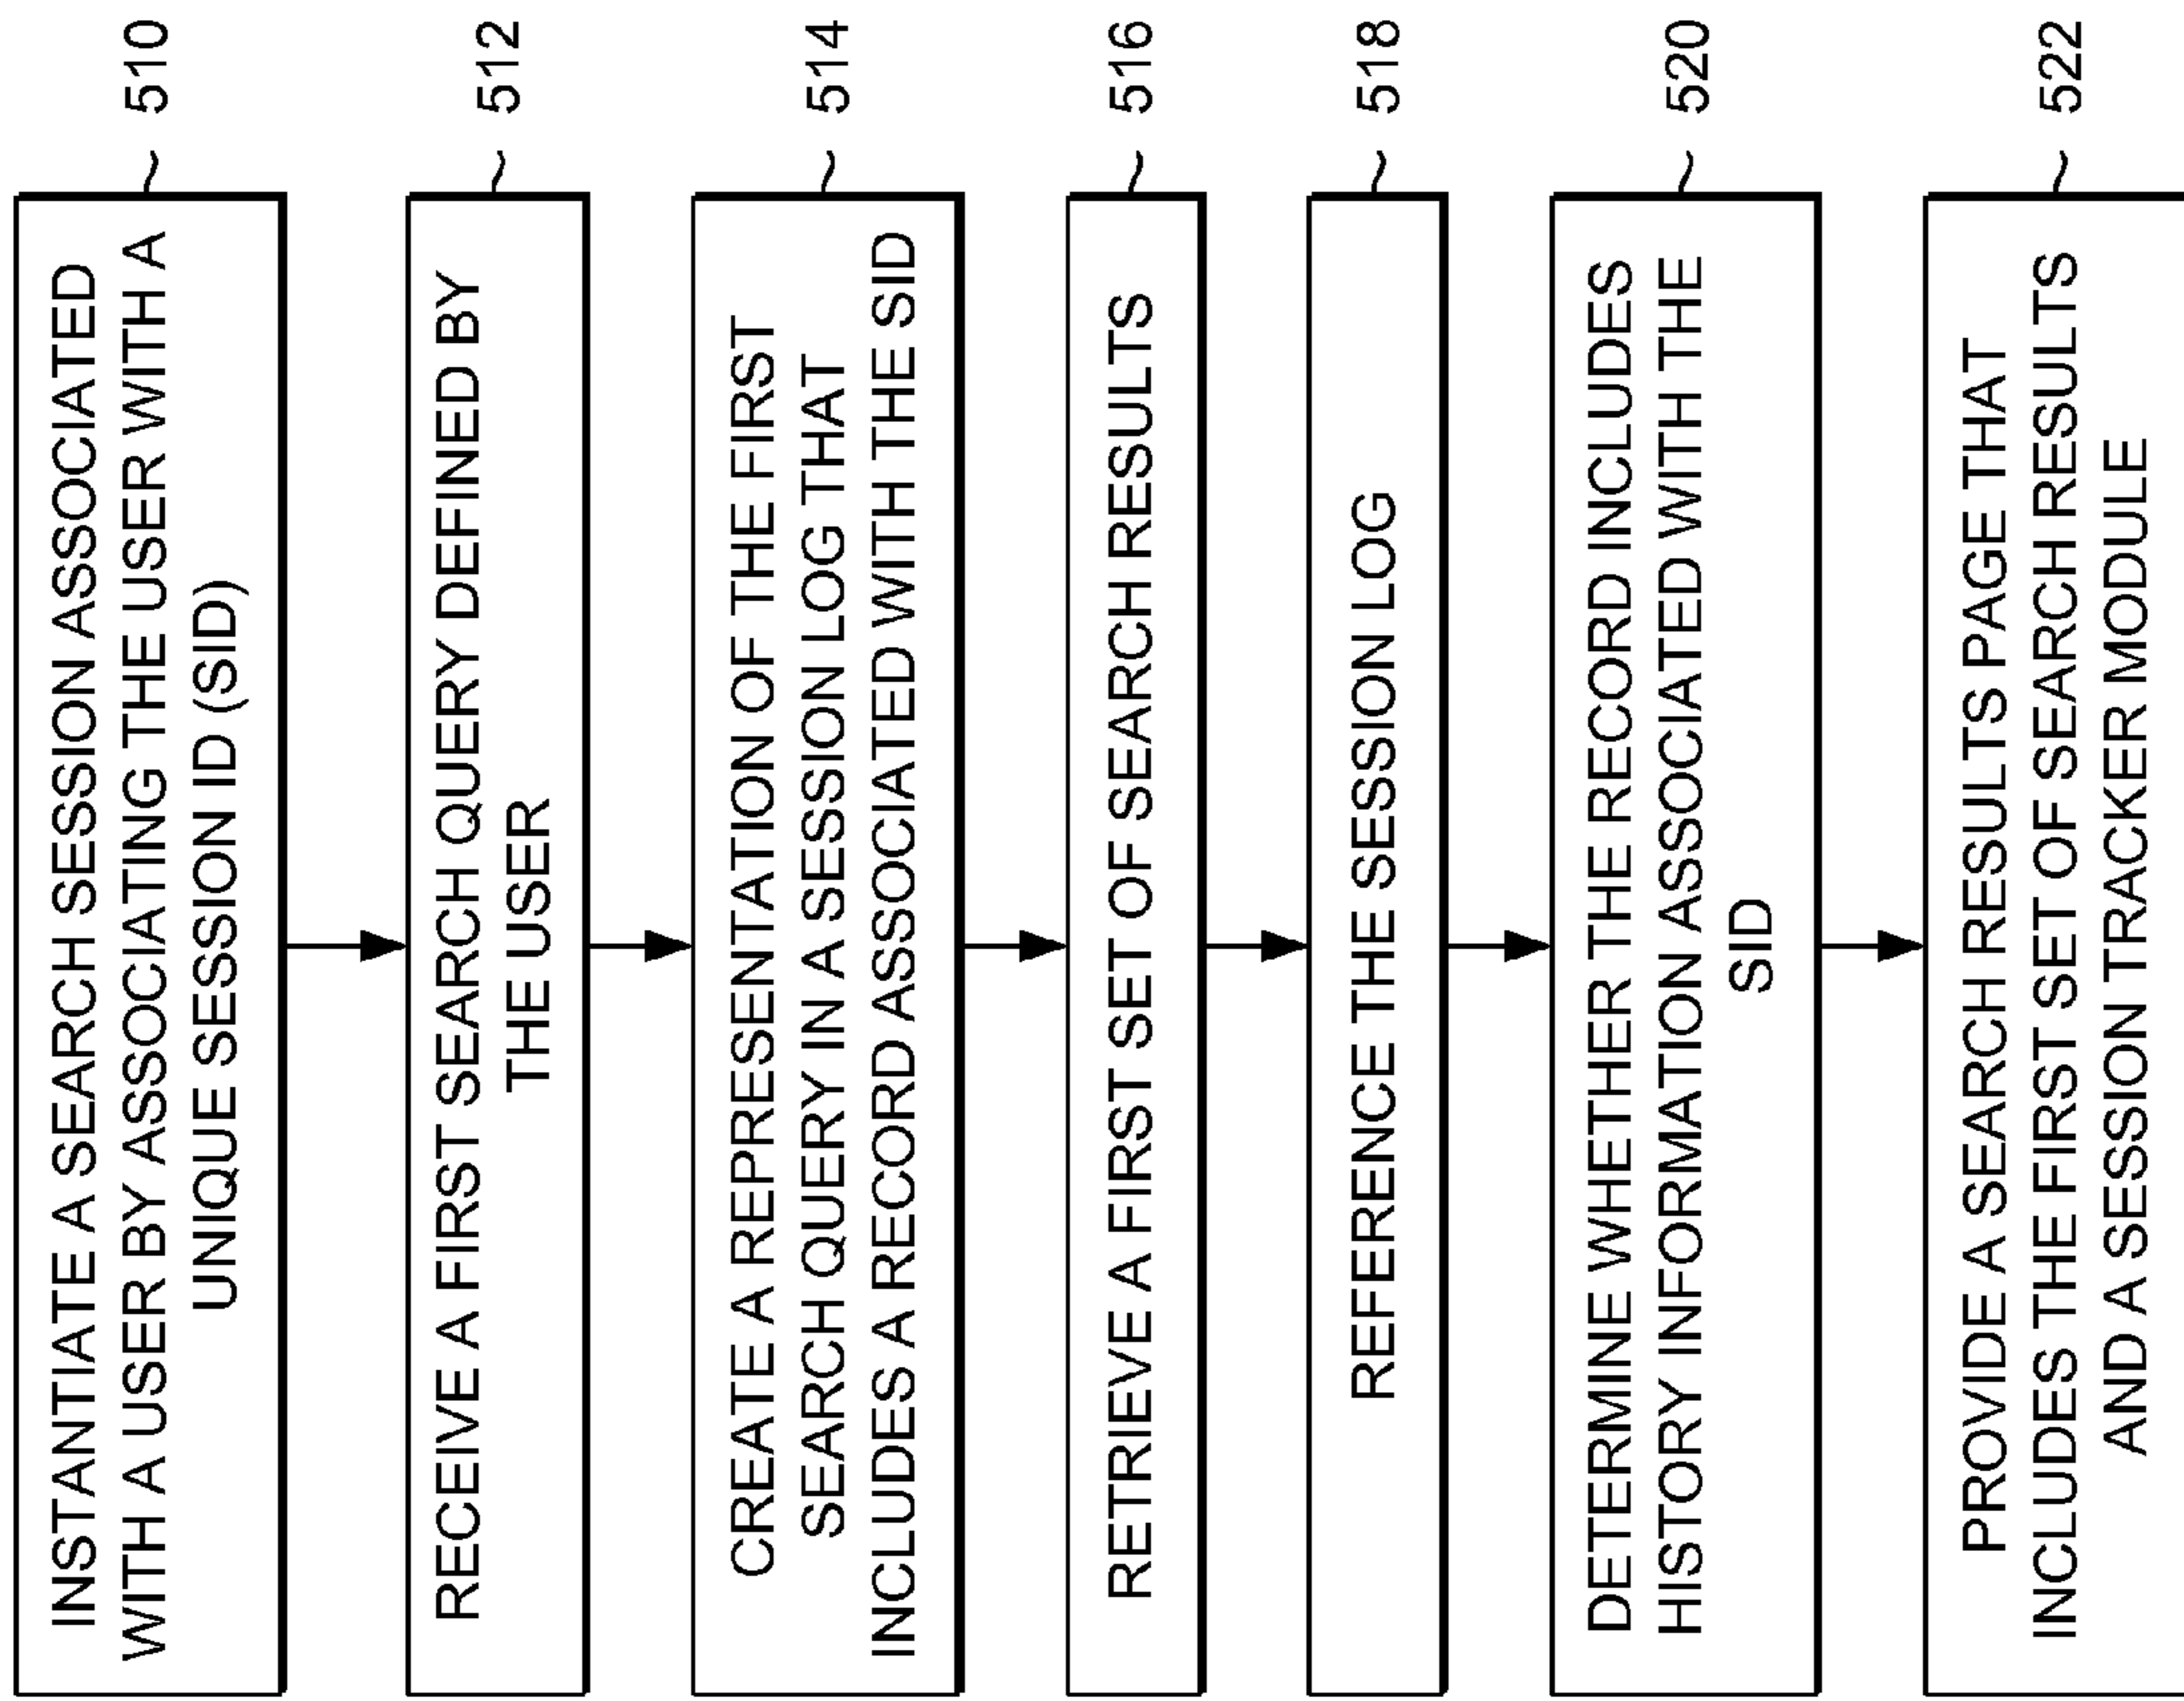 INSTANTIATE A SEARCH SESSION ASSOCIATED
WITH A USER BY ASSOCIATING THE USER WITH A
UNIQUE SESSION ID (SID)
510
RECEIVE A FIRST SEARCH QUERY DEFINED BY
THE USER
512
CREATE A REPRESENTATION OF THE FIRST
SEARCH QUERY IN A SESSION LOG THAT
INCLUDES A RECORD ASSOCIATED WITH THE SID
514
RETRIEVE A FIRST SET OF SEARCH RESULTS
516
REFERENCE THE SESSION LOG
518
DETERMINE WHETHER THE RECORD INCLUDES
HISTORY INFORMATION ASSOCIATED WITH THE
SID
520
PROVIDE A SEARCH RESULTS PAGE THAT
INCLUDES THE FIRST SET OF SEARCH RESULTS
AND A SESSION TRACKER MODULE
522